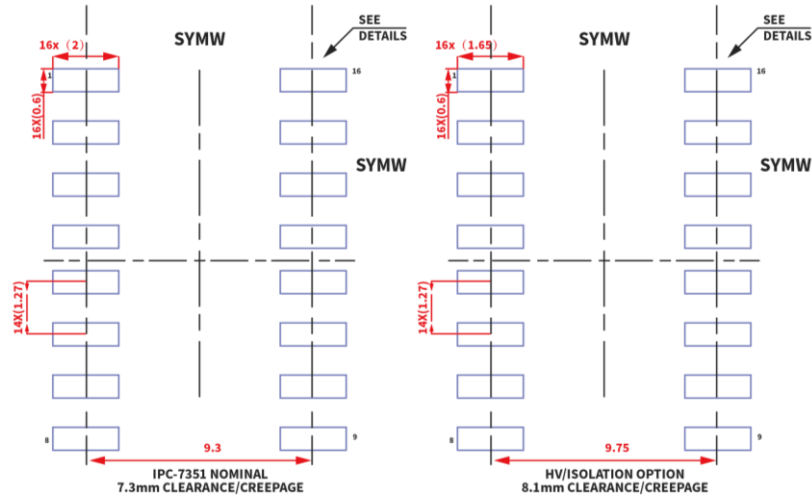 SEE
DETAILS
SYMW
16x（2）
1
16
16X(0.6)
SYMW
14X(1.27)
8
9
9.3
IPC-7351 NOMINAL
7.3mm CLEARANCE/CREEPAGE
SEE
DETAILS
SYMW
16x（1.65）
1
16
16X(0.6)
SYMW
14X(1.27)
8
9
9.75
HV/ISOLATION OPTION
8.1mm CLEARANCE/CREEPAGE